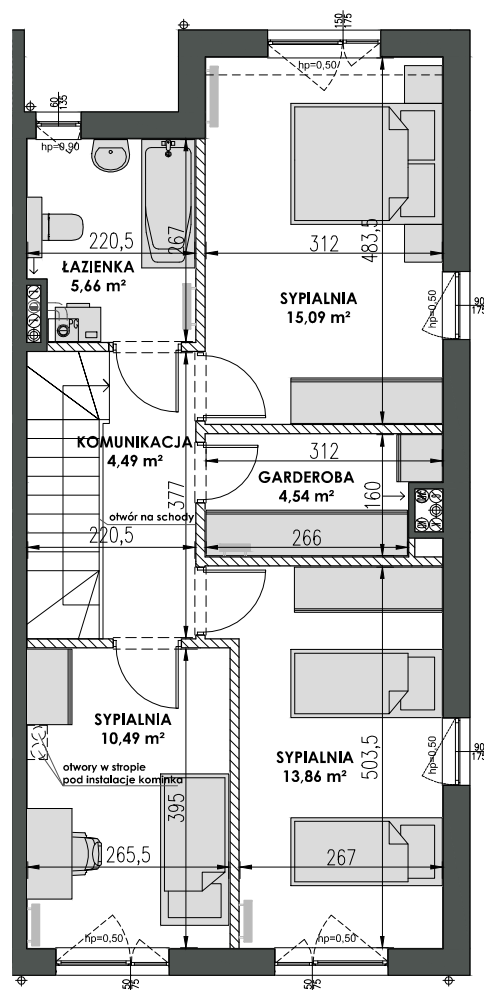 150
175
hp=0,50
60
135
hp=0,90
220,5
267
ŁAZIENKA
5,66 m²
312
483,5
SYPIALNIA
15,09 m²
90
175
hp=0,50
KOMUNIKACJA
4,49 m²
377
otwór na schody
220,5
312
GARDEROBA
4,54 m²
160
266
SYPIALNIA
10,49 m²
otwory w stropie
pod instalacje kominka
395
265,5
SYPIALNIA
13,86 m²
503,5
267
90
175
hp=0,50
hp=0,50
hp=0,50